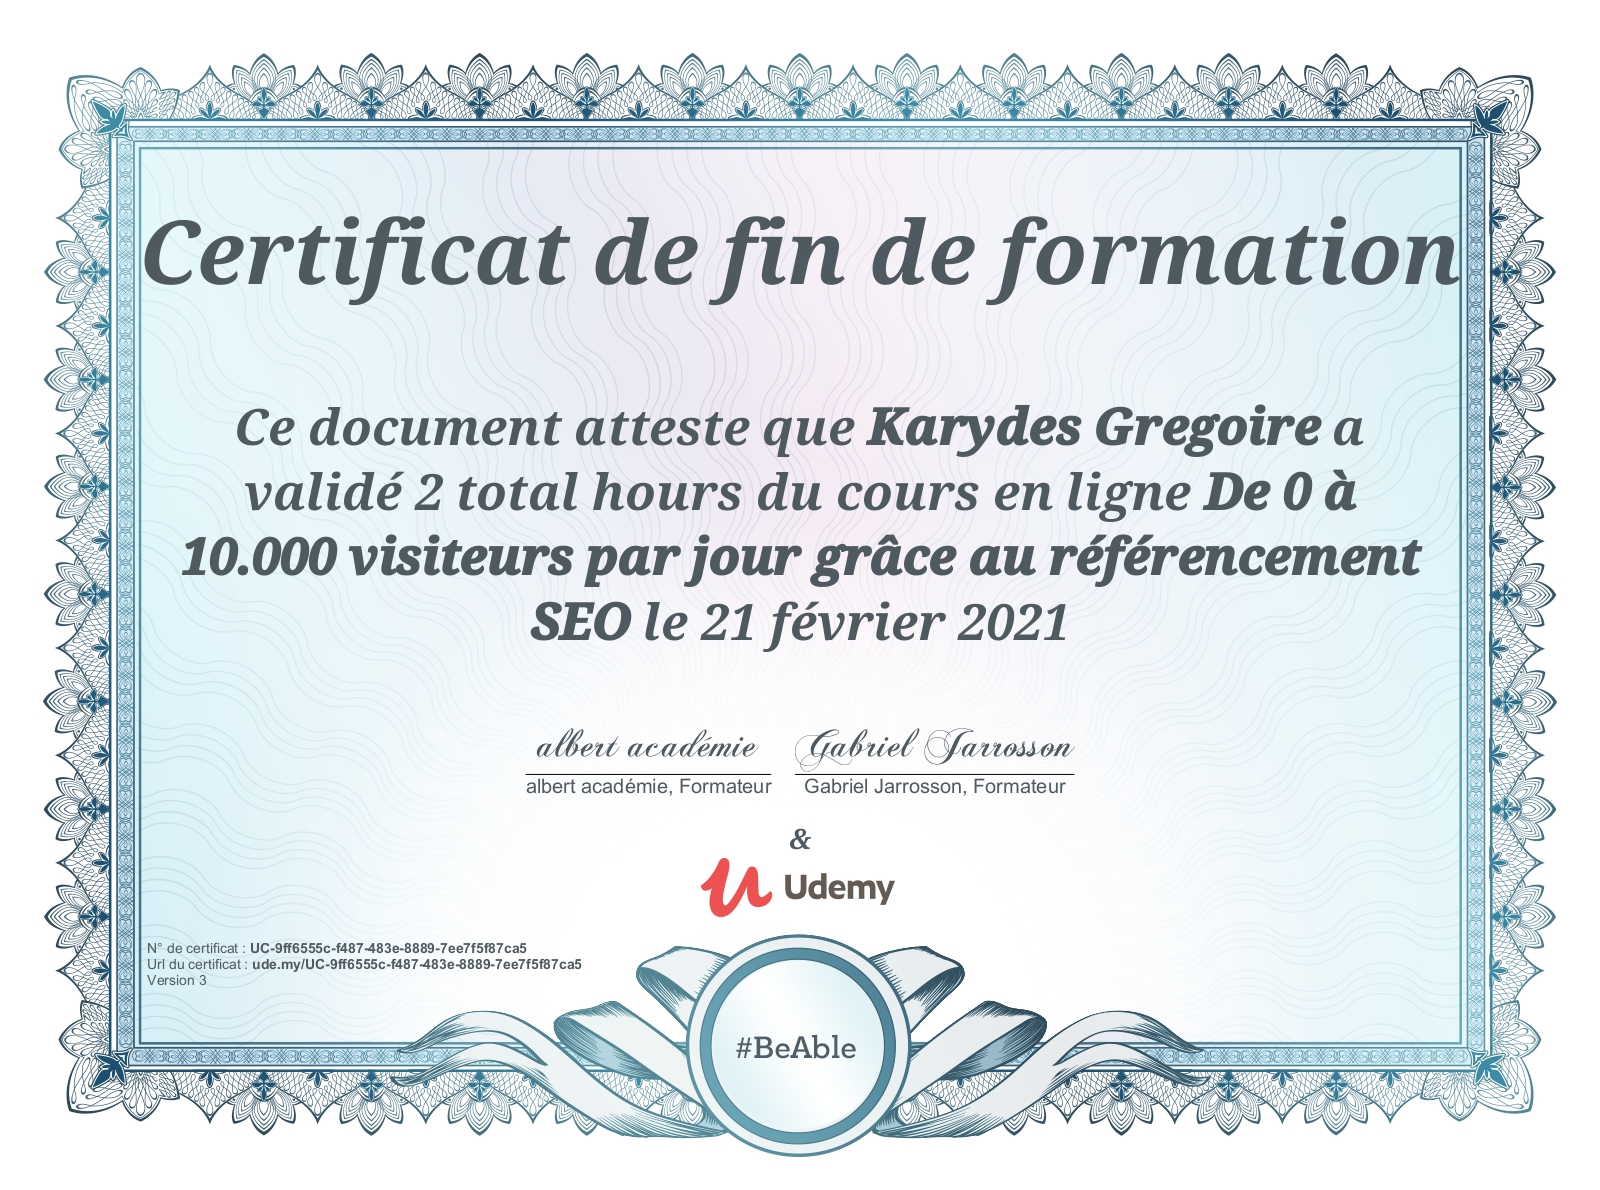 Certificat de fin de formation
Ce document atteste que Karydes Gregoire a
validé 2 total hours du cours en ligne De 0 à
10.000 visiteurs par jour grâce au référencement
SEO le 21 février 2021
albert académie
albert académie, Formateur
Gabriel Jarrosson
Gabriel Jarrosson, Formateur
&
Udemy
N° de certificat : UC-9ff6555c-f487-483e-8889-7ee7f5f87ca5
Url du certificat : ude.my/UC-9ff6555c-f487-483e-8889-7ee7f5f87ca5
Version 3
#BeAble